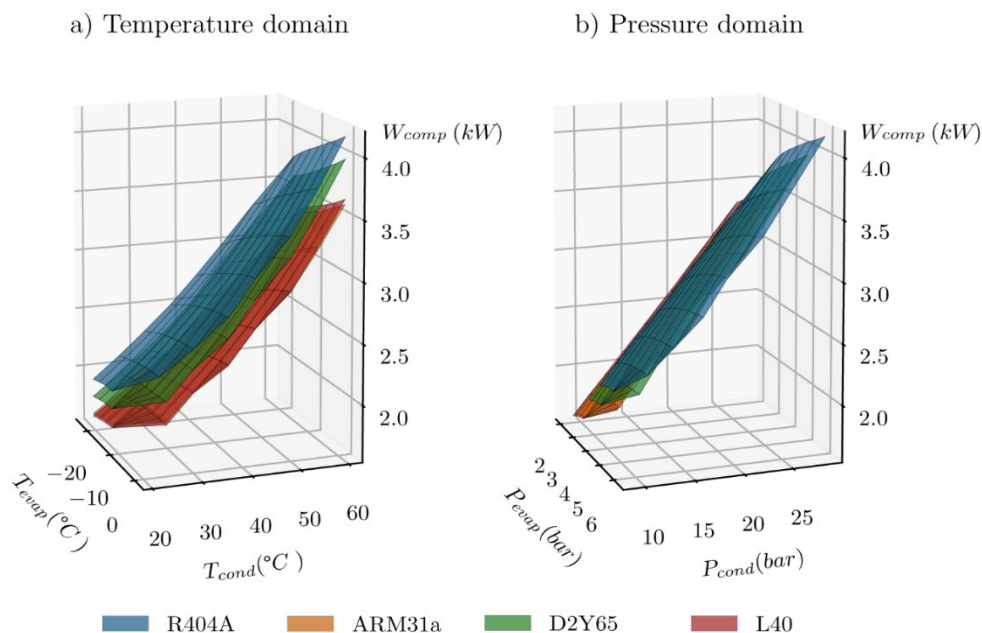 a) Temperature domain
b) Pressure domain
W_comp (kW)
4.0
3.5
3.0
2.5
2.0
−20
−10
0
T_evap(°C)
20
30
40
50
60
T_cond(°C )
W_comp (kW)
4.0
3.5
3.0
2.5
2.0
2
3
4
5
6
P_evap(bar)
10
15
20
25
P_cond(bar)
R404A
ARM31a
D2Y65
L40